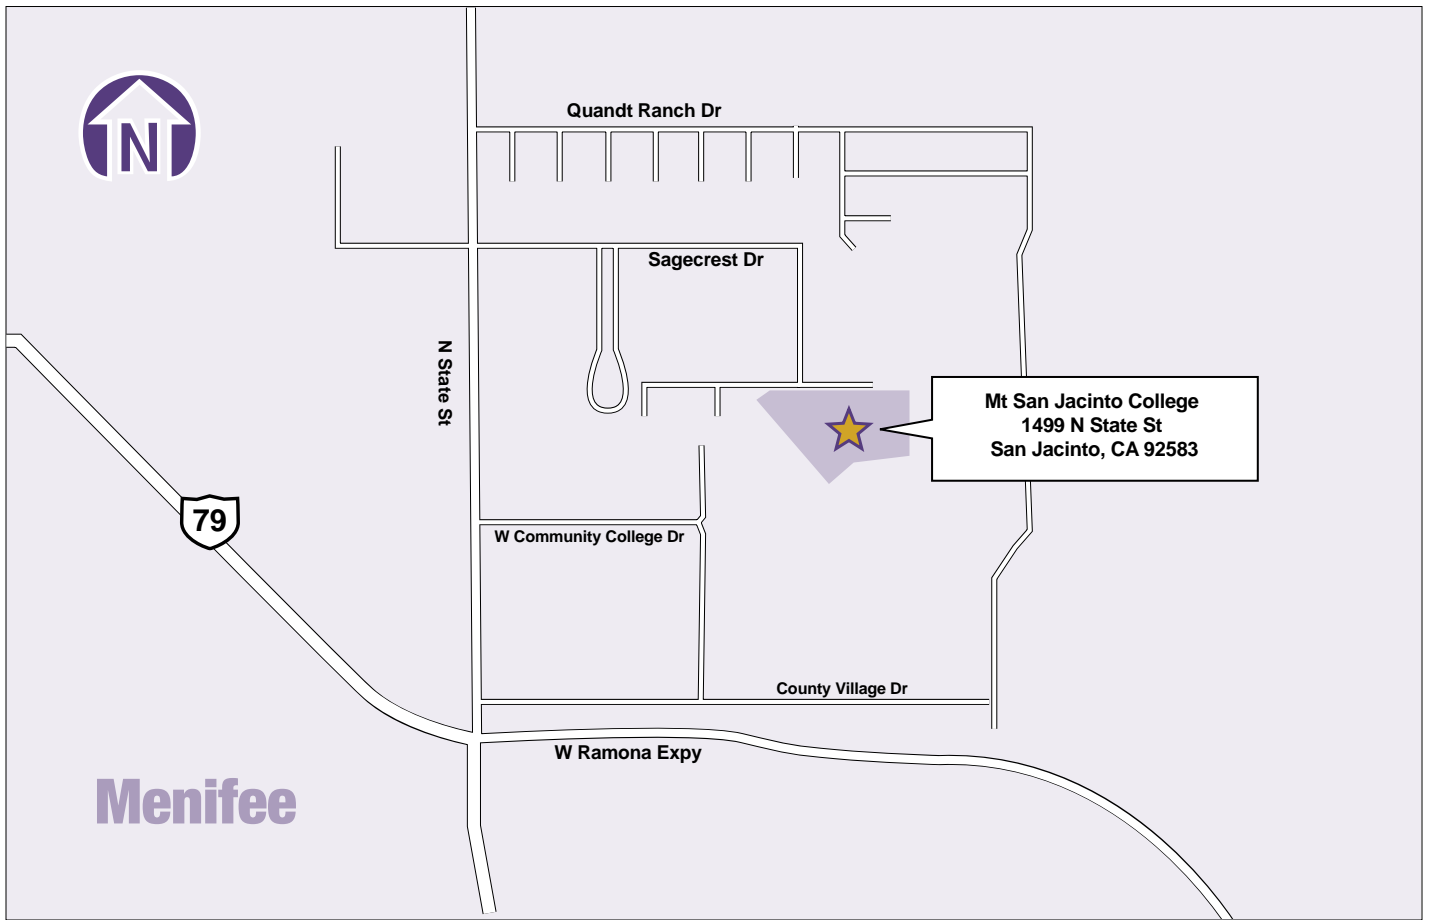 N
Quandt Ranch Dr
Sagecrest Dr
N State St
Mt San Jacinto College
1499 N State St
San Jacinto, CA 92583
79
W Community College Dr
County Village Dr
W Ramona Expy
Menifee